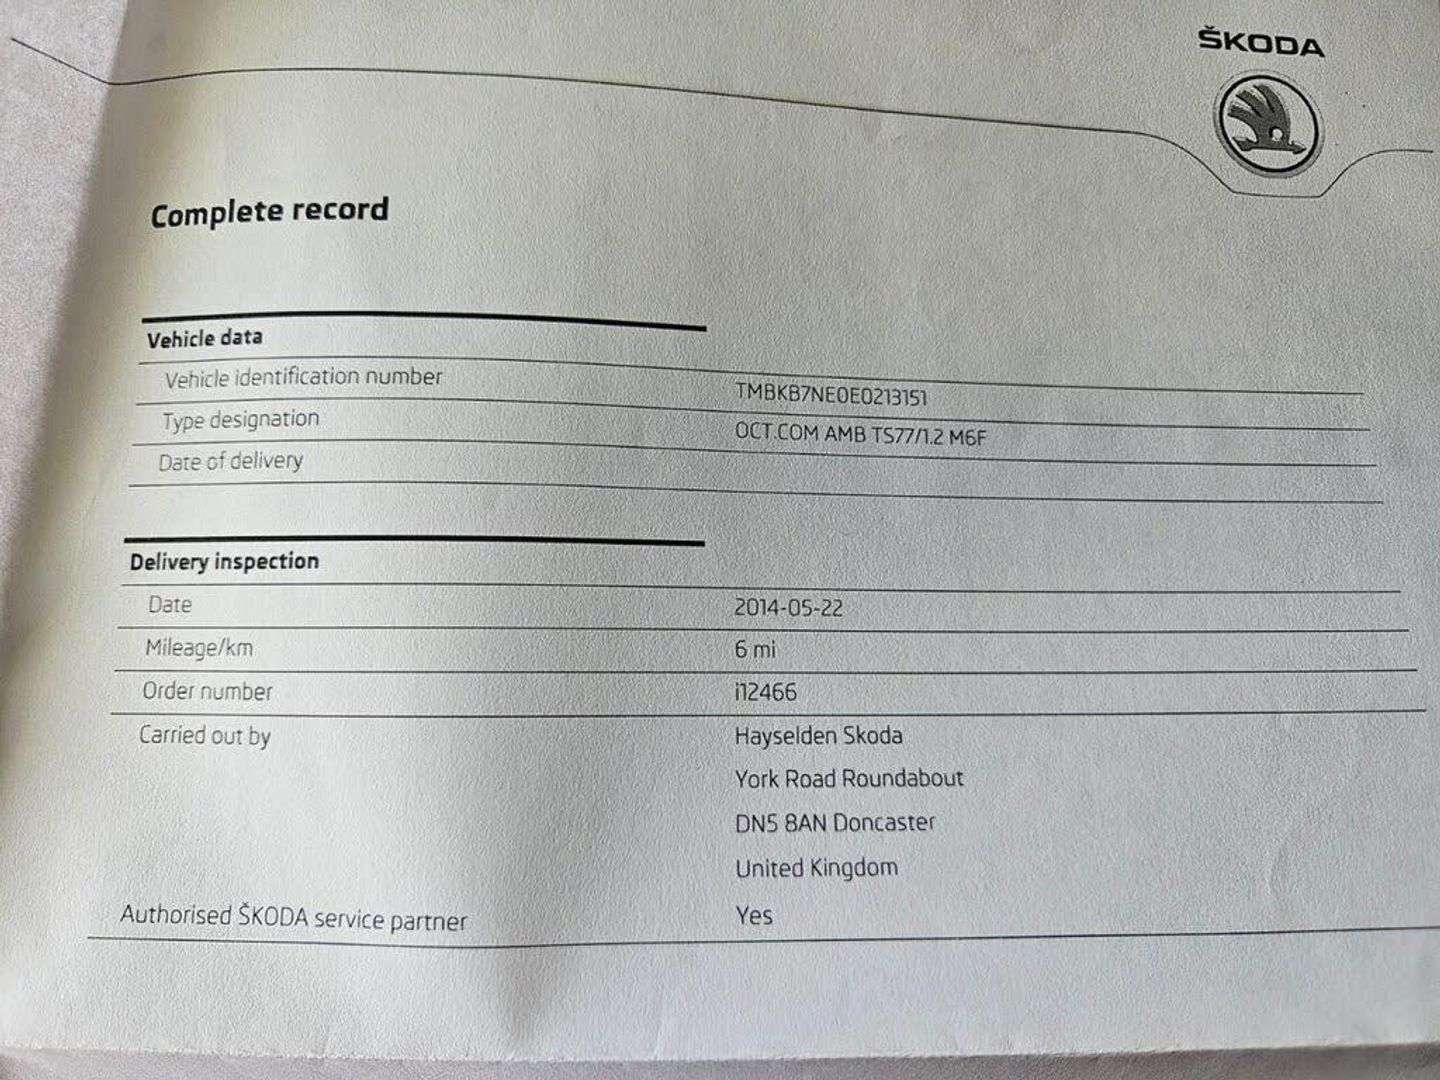 ŠKODA
Complete record
Vehicle data
Vehicle identification number TMBKB7NE0E0213151
Type designation OCT.COM AMB TS77/1.2 M6F
Date of delivery
Delivery inspection
Date 2014-05-22
Mileage/km 6 mi
Order number i12466
Carried out by Hayselden Skoda
York Road Roundabout
DN5 8AN Doncaster
United Kingdom
Authorised ŠKODA service partner Yes